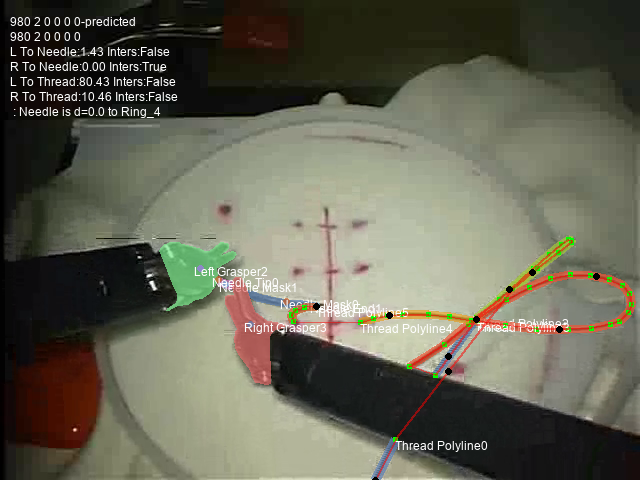 980 2 0 0 0 0-predicted
980 2 0 0 0 0
L To Needle:1.43 Inters:False
R To Needle:0.00 Inters:True
L To Thread:80.43 Inters:False
R To Thread:10.46 Inters:False
: Needle is d=0.0 to Ring_4
Left Grasper2
Needle Tip0
Needle Mask1
Thread Polyline5
Right Grasper3
Thread Polyline4
Thread Polyline0